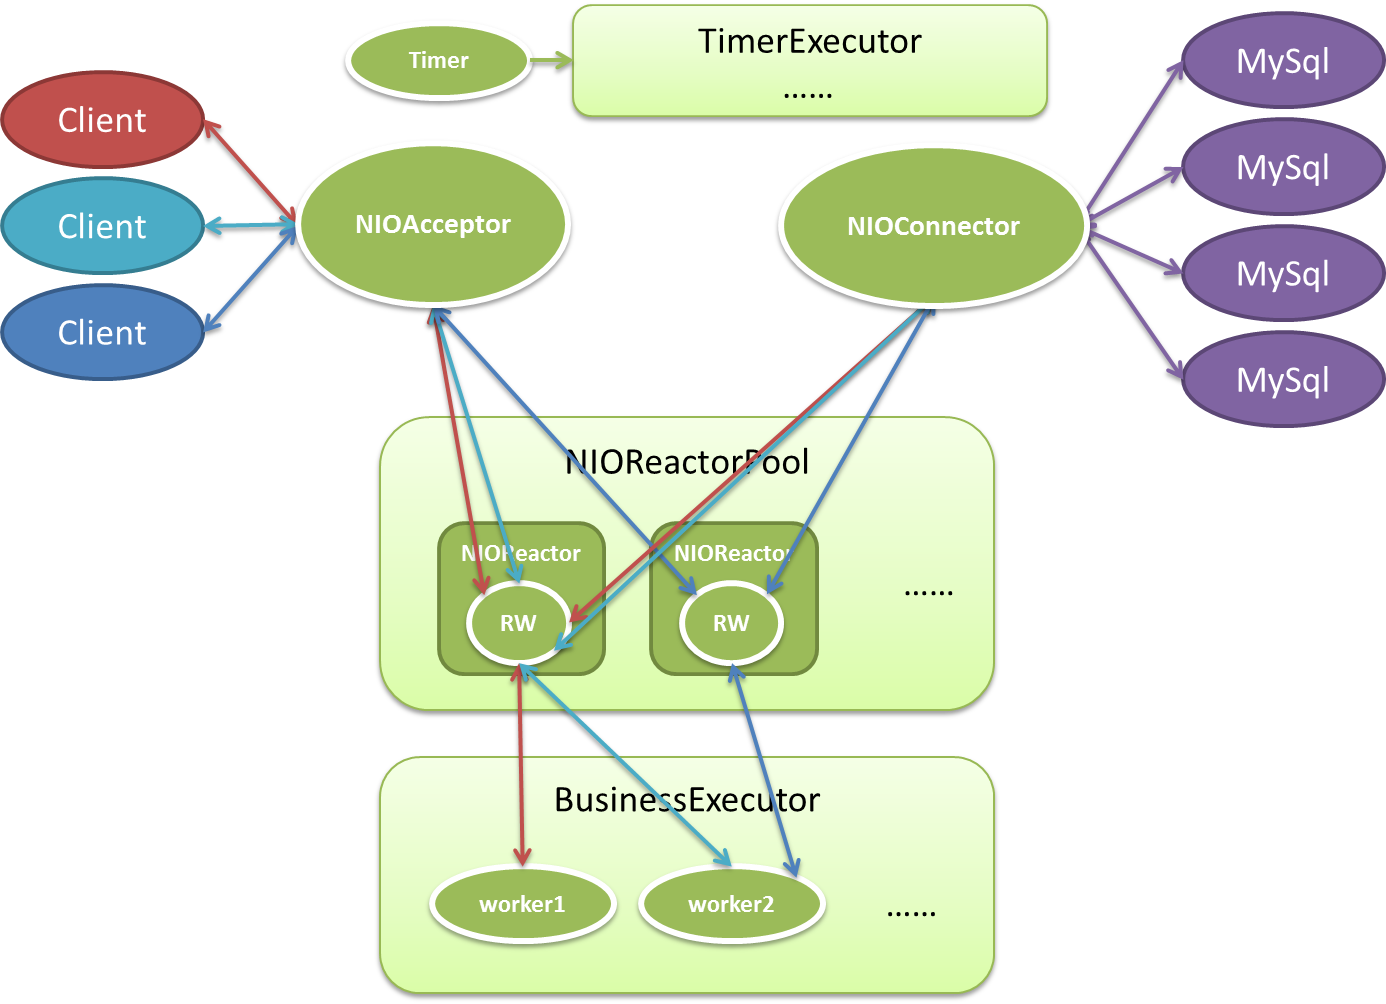 Timer
TimerExecutor
......
MySql
Client
MySql
NIOAcceptor
NIOConnector
Client
MySql
Client
MySql
NIOReactorPool
NIOReactor
NIOReactor
......
RW
RW
BusinessExecutor
worker1
worker2
......